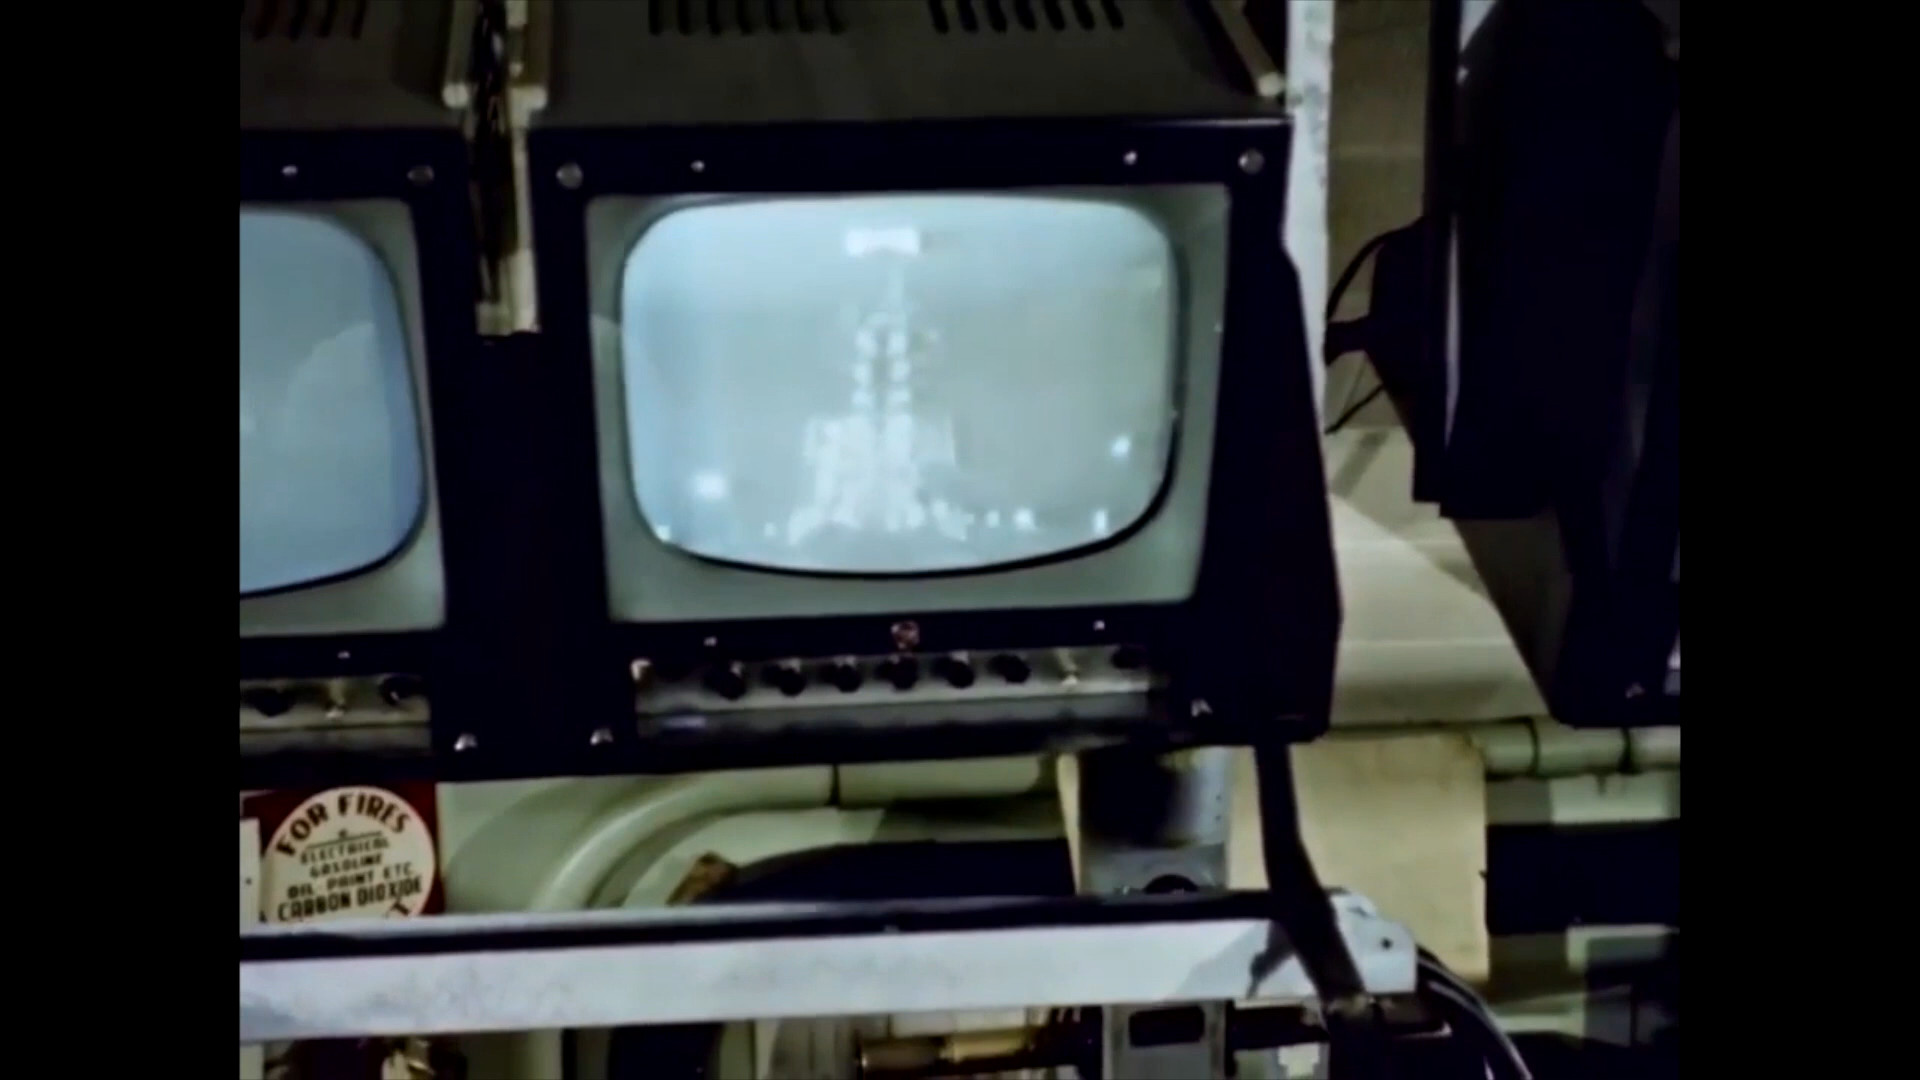 FOR FIRES
ELECTRICAL
GASOLINE
OIL-PAINT ETC.
CARBON DIOXIDE